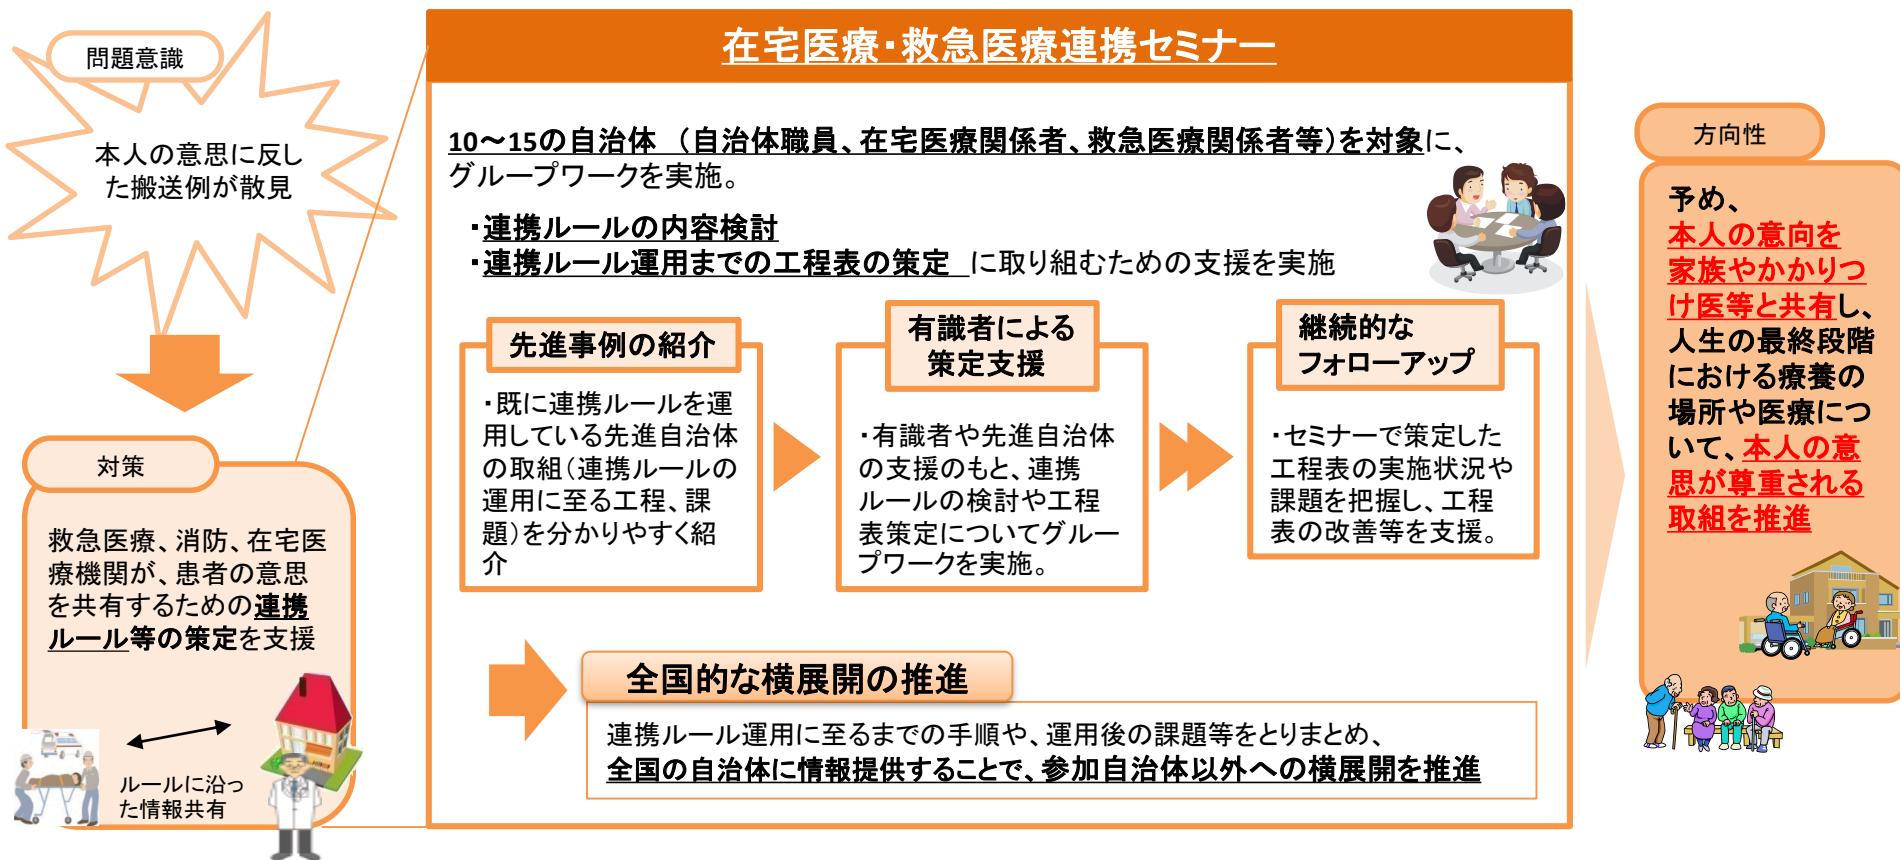 問題意識
本人の意思に反し
た搬送例が散見
対策
救急医療、消防、在宅医
療機関が、患者の意思
を共有するための連携
ルール等の策定を支援
ルールに沿っ
た情報共有
在宅医療・救急医療連携セミナー
10～15の自治体　（自治体職員、在宅医療関係者、救急医療関係者等）を対象に、
グループワークを実施。
・連携ルールの内容検討
・連携ルール運用までの工程表の策定　に取り組むための支援を実施
先進事例の紹介
・既に連携ルールを運
用している先進自治体
の取組（連携ルールの
運用に至る工程、課
題）を分かりやすく紹
介
有識者による
策定支援
・有識者や先進自治体
の支援のもと、連携
ルールの検討や工程
表策定についてグルー
プワークを実施。
継続的な
フォローアップ
・セミナーで策定した
工程表の実施状況や
課題を把握し、工程
表の改善等を支援。
全国的な横展開の推進
連携ルール運用に至るまでの手順や、運用後の課題等をとりまとめ、
全国の自治体に情報提供することで、参加自治体以外への横展開を推進
方向性
予め、
本人の意向を
家族やかかりつ
け医等と共有し、
人生の最終段階
における療養の
場所や医療につ
いて、本人の意
思が尊重される
取組を推進